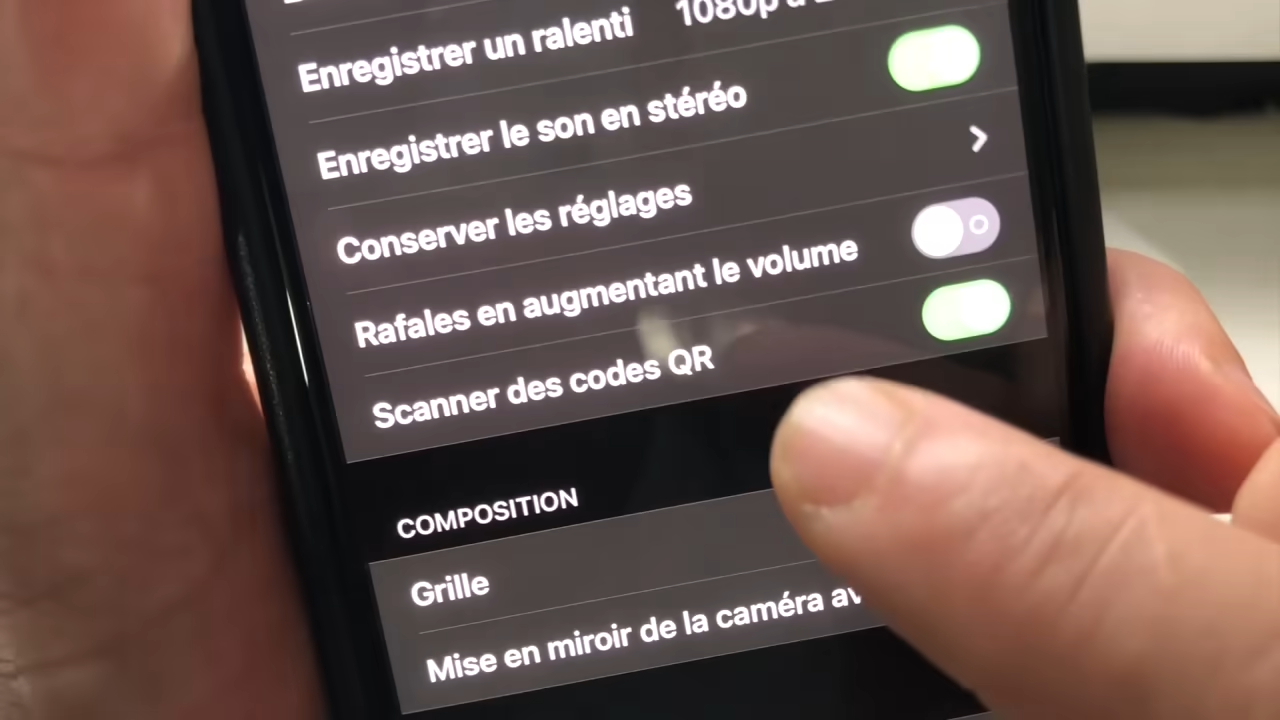 Enregistrer un ralenti 1080p à
Enregistrer le son en stéréo
Conserver les réglages
Rafales en augmentant le volume
Scanner des codes QR
COMPOSITION
Grille
Mise en miroir de la caméra